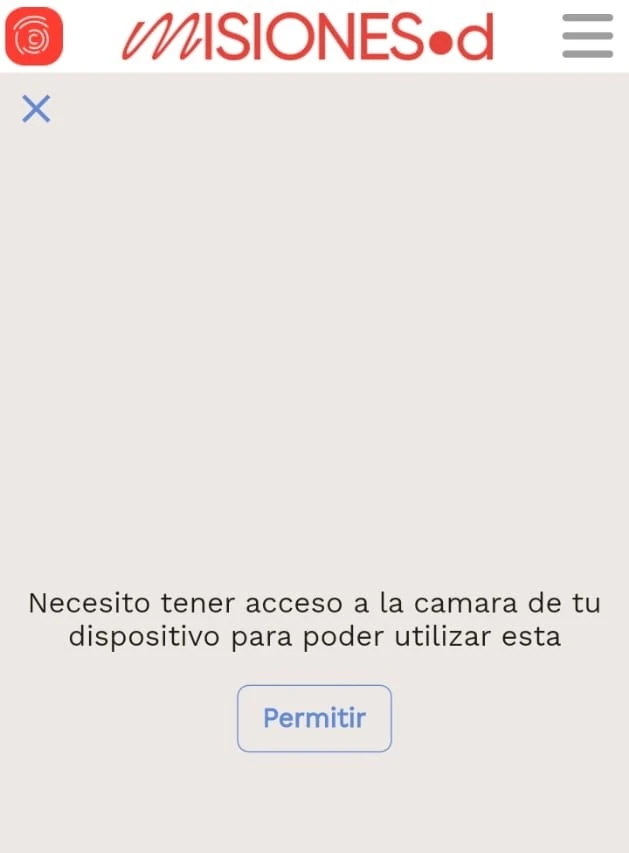 mISIONES●d
Necesito tener acceso a la camara de tu
dispositivo para poder utilizar esta
Permitir